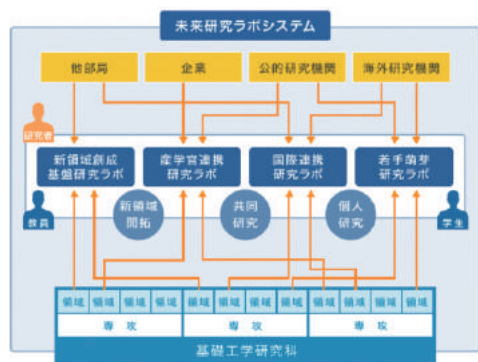 未来研究ラボシステム
他部局
企業
公的研究機関
海外研究機関
研究者
新領域創成
基盤研究ラボ
産学官連携
研究ラボ
国際連携
研究ラボ
若手萌芽
研究ラボ
教員
新領域
開拓
共同
研究
個人
研究
学生
領域 領域 領域 領域 領域 領域 領域 領域 領域 領域 領域 領域
専攻 専攻 専攻
基礎工学研究科